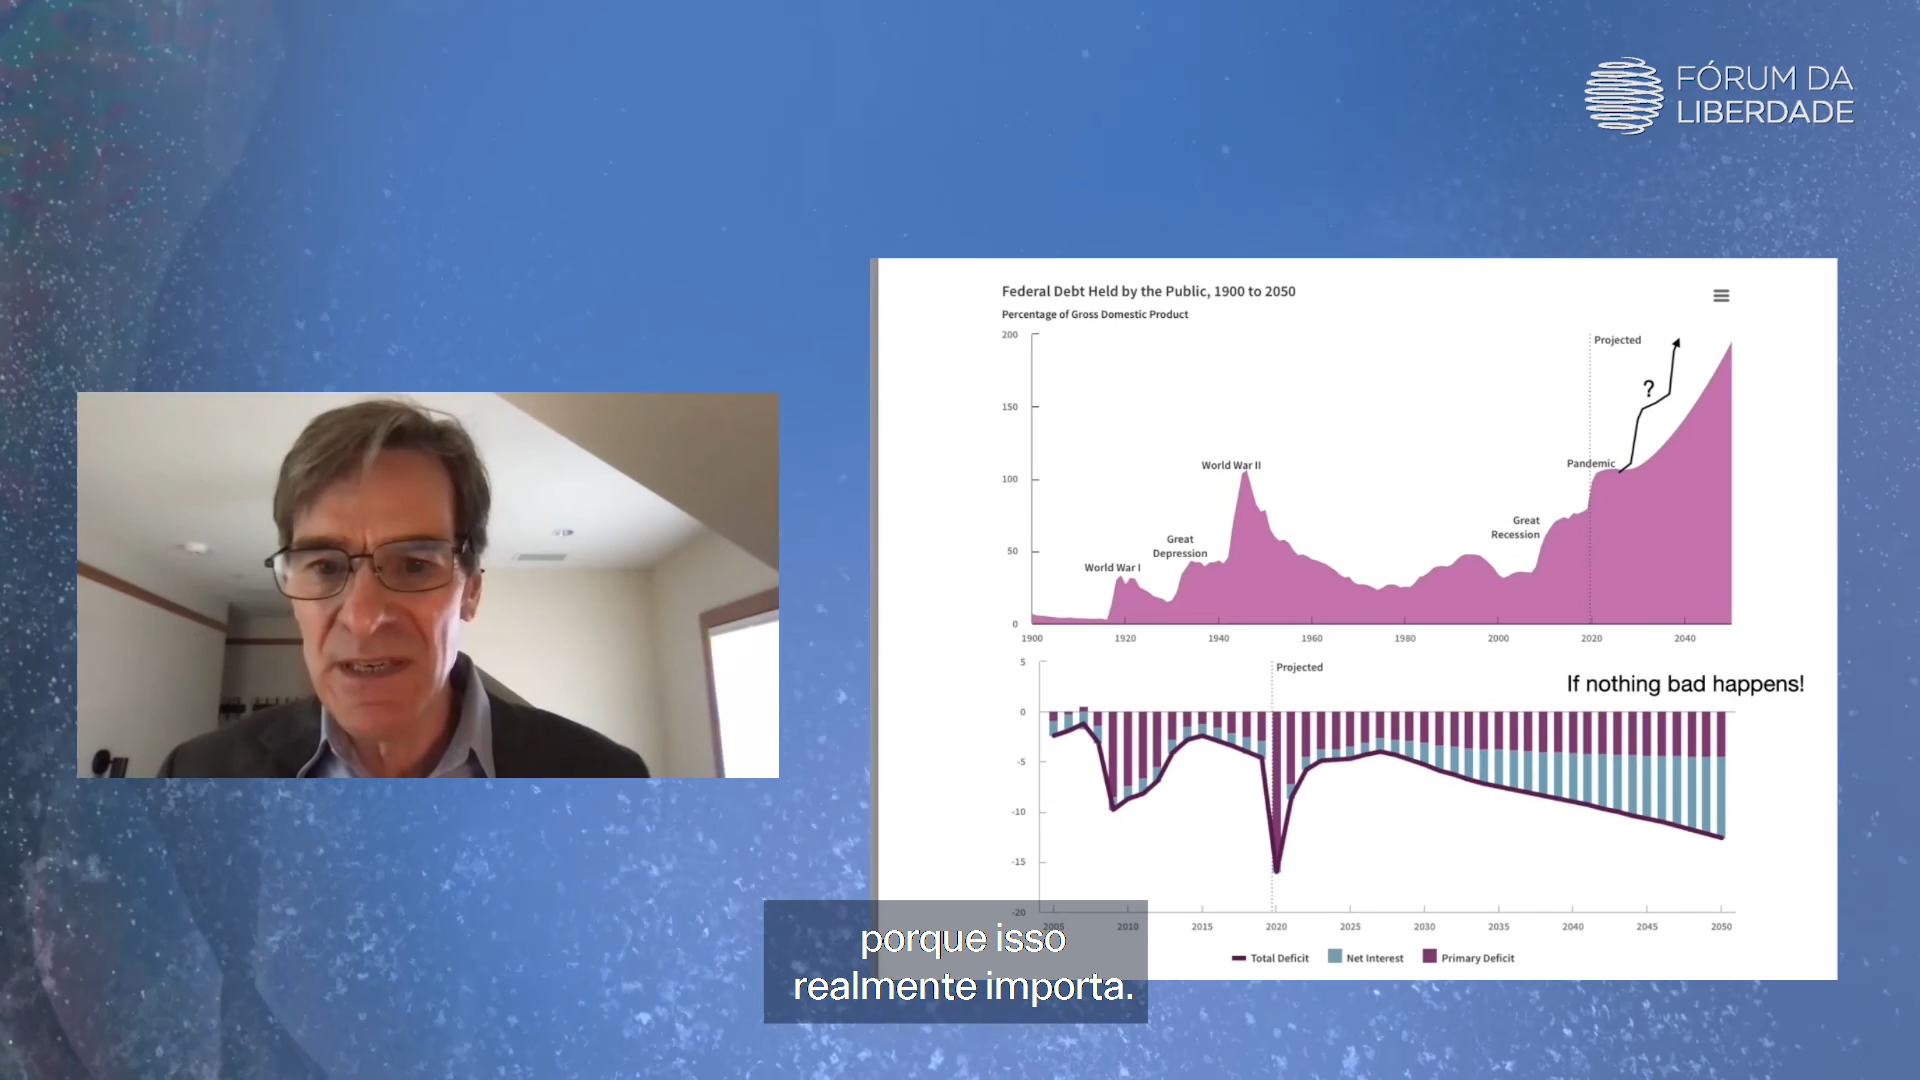 FÓRUM DA
LIBERDADE
Federal Debt Held by the Public, 1900 to 2050
Percentage of Gross Domestic Product
200
Projected
?
150
Pandemic
World War II
100
Great
Recession
Great
Depression
50
World War I
0
1900 1920 1940 1960 1980 2000 2020 2040
5
Projected
If nothing bad happens!
0
-5
-10
-15
-20
2005 2010 2015 2020 2025 2030 2035 2040 2045 2050
Total Deficit Net Interest Primary Deficit
porque isso
realmente importa.